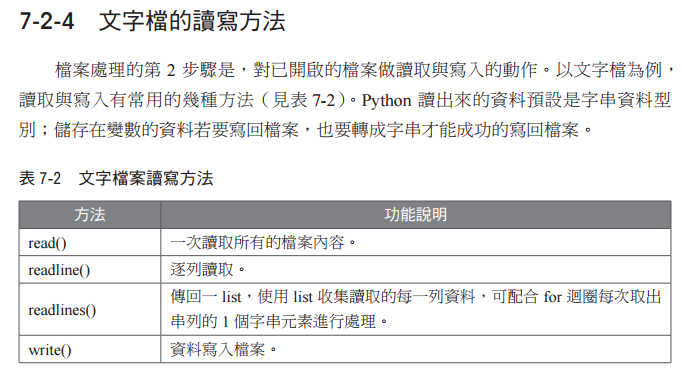 7-2-4 文字檔的讀寫方法
檔案處理的第 2 步驟是，對已開啟的檔案做讀取與寫入的動作。以文字檔為例，
讀取與寫入有常用的幾種方法（見表 7-2）。Python 讀出來的資料預設是字串資料型
別；儲存在變數的資料若要寫回檔案，也要轉成字串才能成功的寫回檔案。
表 7-2 文字檔案讀寫方法
方法 功能說明
read() 一次讀取所有的檔案內容。
readline() 逐列讀取。
readlines() 傳回一 list，使用 list 收集讀取的每一列資料，可配合 for 迴圈每次取出
串列的 1 個字串元素進行處理。
write() 資料寫入檔案。